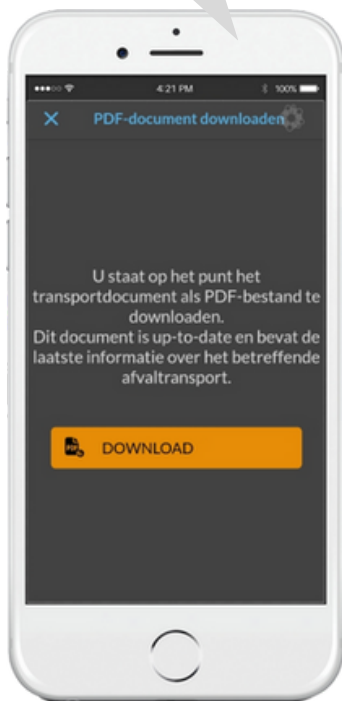 4:21 PM
100%
PDF-document downloaden
U staat op het punt het
transportdocument als PDF-bestand te
downloaden.
Dit document is up-to-date en bevat de
laatste informatie over het betreffende
afvaltransport.
PDF
DOWNLOAD